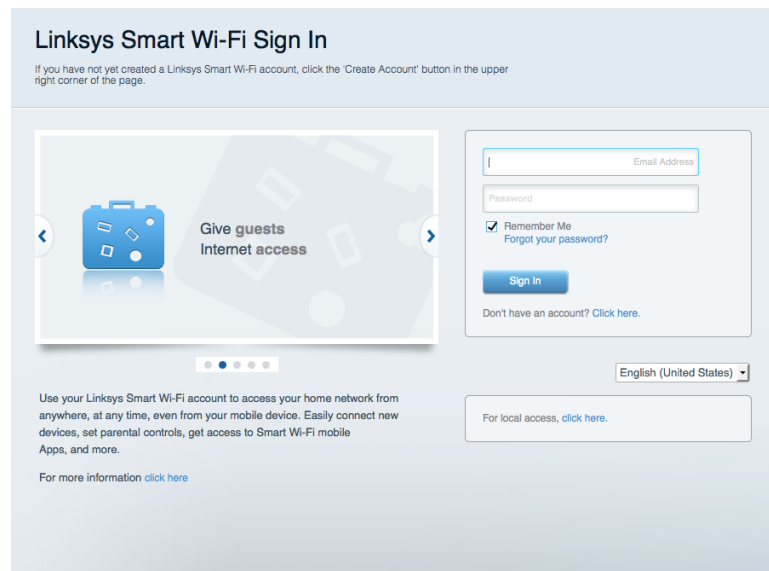 Linksys Smart Wi-Fi Sign In
If you have not yet created a Linksys Smart Wi-Fi account, click the 'Create Account' button in the upper
right corner of the page.
Give guests
Internet access
Use your Linksys Smart Wi-Fi account to access your home network from
anywhere, at any time, even from your mobile device. Easily connect new
devices, set parental controls, get access to Smart Wi-Fi mobile
Apps, and more.
For more information click here
Email Address
Password
Remember Me
Forgot your password?
Sign In
Don't have an account? Click here.
English (United States)
For local access, click here.